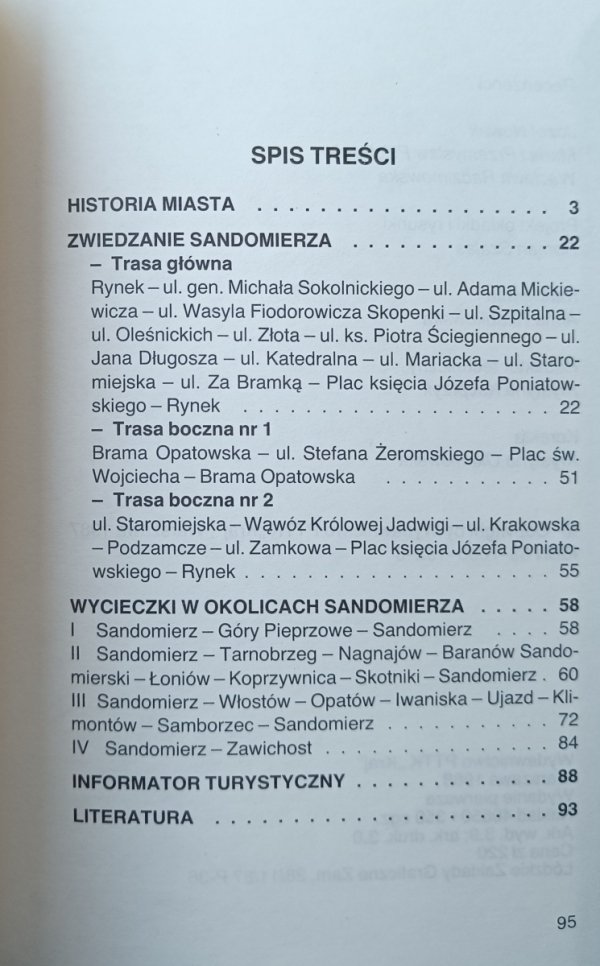 SPIS TREŚCI
HISTORIA MIASTA . . . . . . . . . . . . . . . . . . 3
ZWIEDZANIE SANDOMIERZA . . . . . . . . . . . . . 22
– Trasa główna
Rynek – ul. gen. Michała Sokolnickiego – ul. Adama Mickie-
wicza – ul. Wasyla Fiodorowicza Skopenki – ul. Szpitalna –
ul. Oleśnickich – ul. Złota – ul. ks. Piotra Ściegiennego – ul.
Jana Długosza – ul. Katedralna – ul. Mariacka – ul. Staro-
miejska – ul. Za Bramką – Plac księcia Józefa Poniatow-
skiego – Rynek . . . . . . . . . . . . . . . . . 22
– Trasa boczna nr 1
Brama Opatowska – ul. Stefana Żeromskiego – Plac św.
Wojciecha – Brama Opatowska . . . . . . . . . . 51
– Trasa boczna nr 2
ul. Staromiejska – Wąwóz Królowej Jadwigi – ul. Krakowska
– Podzamcze – ul. Zamkowa – Plac księcia Józefa Poniato-
wskiego – Rynek . . . . . . . . . . . . . . . . . 55
WYCIECZKI W OKOLICACH SANDOMIERZA . . . . . 58
I Sandomierz – Góry Pieprzowe – Sandomierz . . . . 58
II Sandomierz – Tarnobrzeg – Nagnajów – Baranów Sando-
mierski – Łoniów – Koprzywnica – Skotniki – Sandomierz . 60
III Sandomierz – Włostów – Opatów – Iwaniska – Ujazd – Kli-
montów – Samborzec – Sandomierz . . . . . . . . . . 72
IV Sandomierz – Zawichost . . . . . . . . . . . . . 84
INFORMATOR TURYSTYCZNY . . . . . . . . . . . . 88
LITERATURA . . . . . . . . . . . . . . . . . . . 93
95